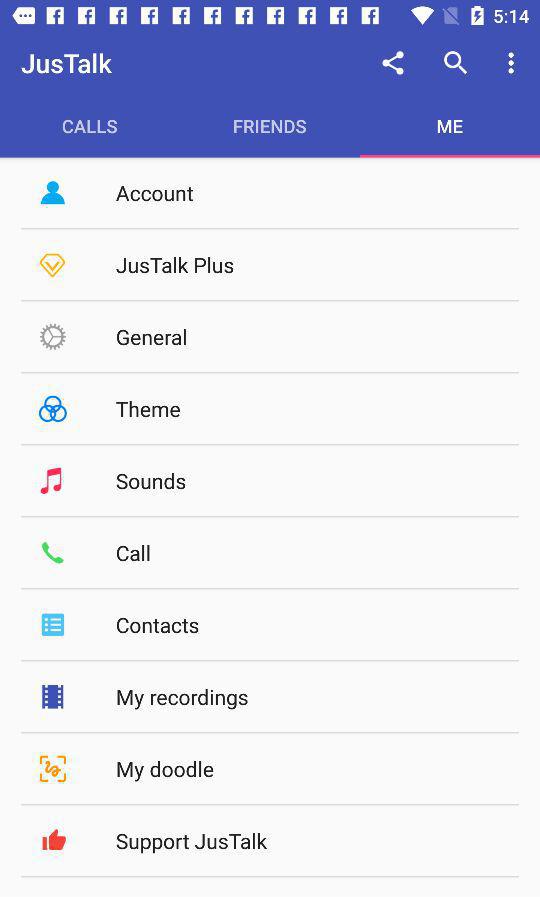 5:14
JusTalk
CALLS FRIENDS ME
Account
JusTalk Plus
General
Theme
Sounds
Call
Contacts
My recordings
My doodle
Support JusTalk